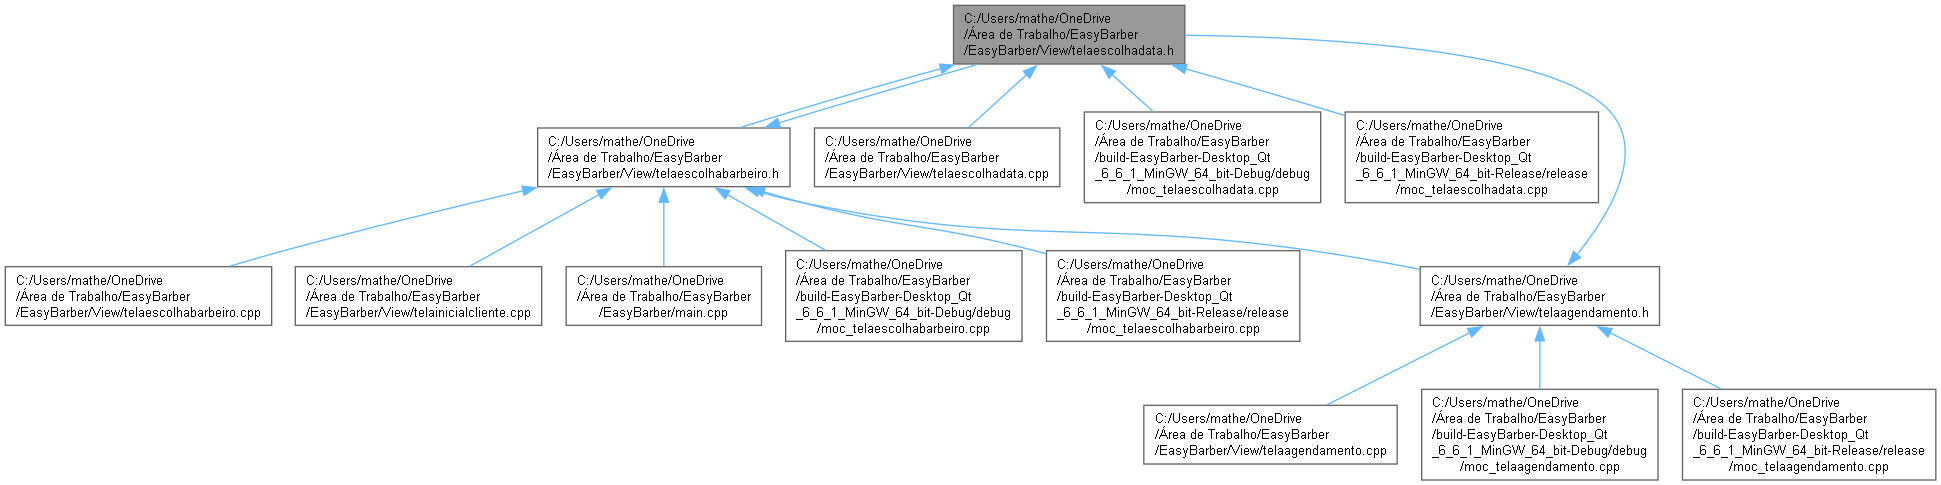 C:/Users/mathe/OneDrive
/Área de Trabalho/EasyBarber
/EasyBarber/View/telaescolhadata.h
C:/Users/mathe/OneDrive
/Área de Trabalho/EasyBarber
/EasyBarber/View/telaescolhabarbeiro.h
C:/Users/mathe/OneDrive
/Área de Trabalho/EasyBarber
/EasyBarber/View/telaescolhadata.cpp
C:/Users/mathe/OneDrive
/Área de Trabalho/EasyBarber
/build-EasyBarber-Desktop_Qt
_6_6_1_MinGW_64_bit-Debug/debug
/moc_telaescolhadata.cpp
C:/Users/mathe/OneDrive
/Área de Trabalho/EasyBarber
/build-EasyBarber-Desktop_Qt
_6_6_1_MinGW_64_bit-Release/release
/moc_telaescolhadata.cpp
C:/Users/mathe/OneDrive
/Área de Trabalho/EasyBarber
/EasyBarber/View/telaescolhabarbeiro.cpp
C:/Users/mathe/OneDrive
/Área de Trabalho/EasyBarber
/EasyBarber/View/telainicialcliente.cpp
C:/Users/mathe/OneDrive
/Área de Trabalho/EasyBarber
/EasyBarber/main.cpp
C:/Users/mathe/OneDrive
/Área de Trabalho/EasyBarber
/build-EasyBarber-Desktop_Qt
_6_6_1_MinGW_64_bit-Debug/debug
/moc_telaescolhabarbeiro.cpp
C:/Users/mathe/OneDrive
/Área de Trabalho/EasyBarber
/build-EasyBarber-Desktop_Qt
_6_6_1_MinGW_64_bit-Release/release
/moc_telaescolhabarbeiro.cpp
C:/Users/mathe/OneDrive
/Área de Trabalho/EasyBarber
/EasyBarber/View/telaagendamento.h
C:/Users/mathe/OneDrive
/Área de Trabalho/EasyBarber
/EasyBarber/View/telaagendamento.cpp
C:/Users/mathe/OneDrive
/Área de Trabalho/EasyBarber
/build-EasyBarber-Desktop_Qt
_6_6_1_MinGW_64_bit-Debug/debug
/moc_telaagendamento.cpp
C:/Users/mathe/OneDrive
/Área de Trabalho/EasyBarber
/build-EasyBarber-Desktop_Qt
_6_6_1_MinGW_64_bit-Release/release
/moc_telaagendamento.cpp